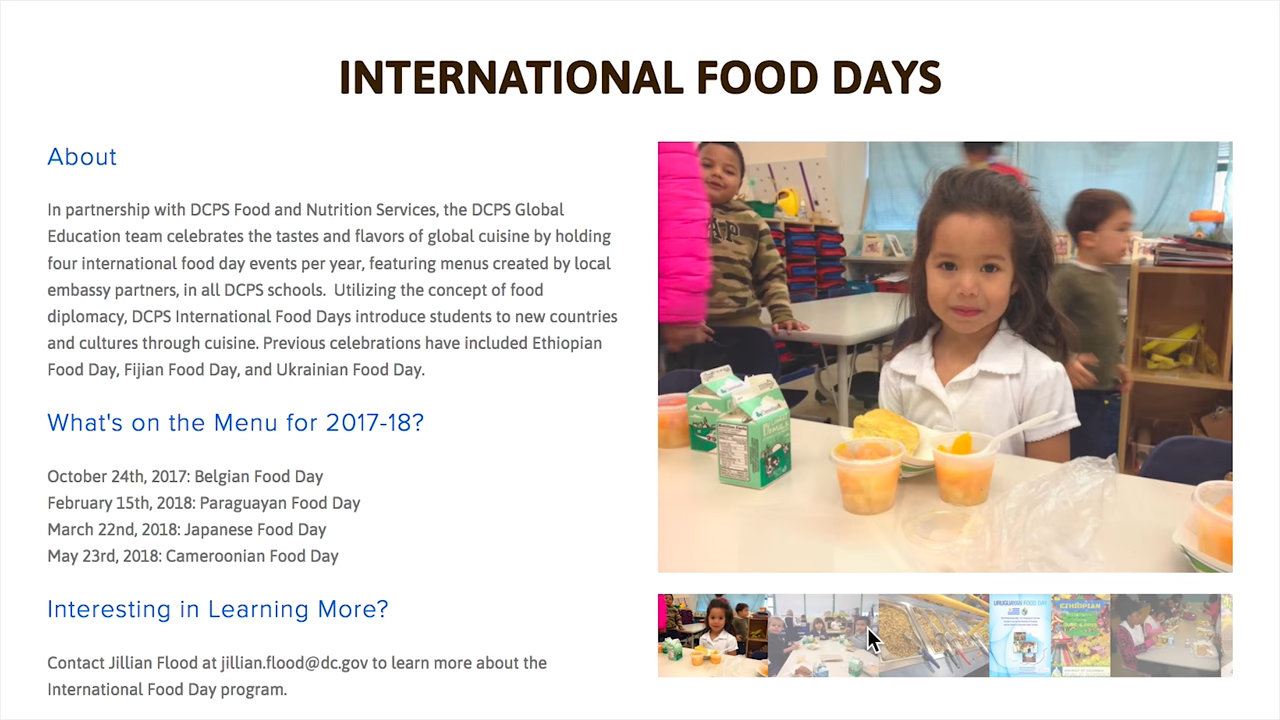 INTERNATIONAL FOOD DAYS
About
In partnership with DCPS Food and Nutrition Services, the DCPS Global
Education team celebrates the tastes and flavors of global cuisine by holding
four international food day events per year, featuring menus created by local
embassy partners, in all DCPS schools.  Utilizing the concept of food
diplomacy, DCPS International Food Days introduce students to new countries
and cultures through cuisine. Previous celebrations have included Ethiopian
Food Day, Fijian Food Day, and Ukrainian Food Day.
What's on the Menu for 2017-18?
October 24th, 2017: Belgian Food Day
February 15th, 2018: Paraguayan Food Day
March 22nd, 2018: Japanese Food Day
May 23rd, 2018: Cameroonian Food Day
Interesting in Learning More?
Contact Jillian Flood at jillian.flood@dc.gov to learn more about the
International Food Day program.
URUGUAYAN FOOD DAY
ETHIOPIAN